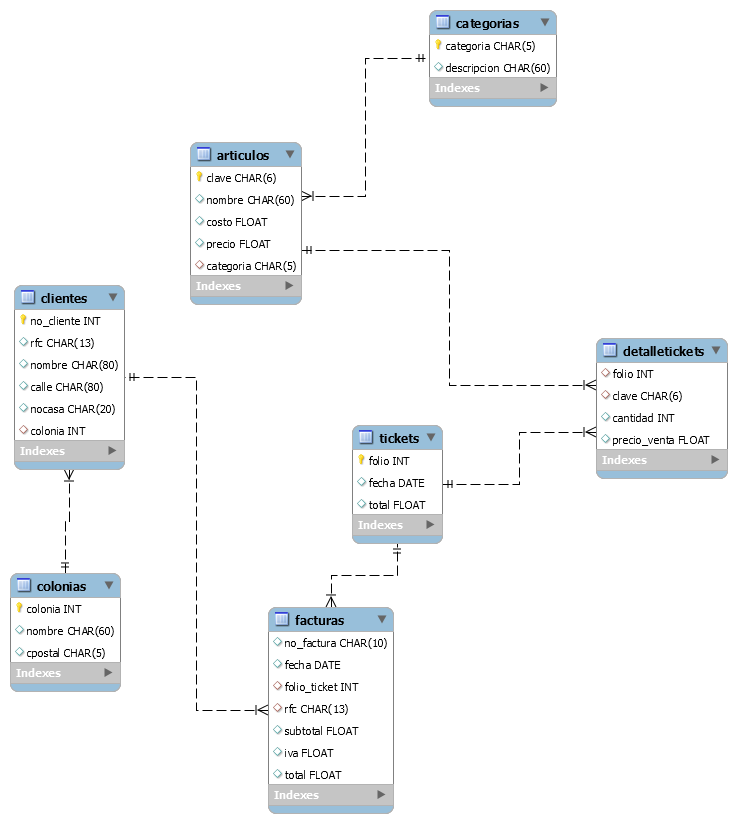 categorias
categoria CHAR(5)
descripcion CHAR(60)
Indexes
articulos
clave CHAR(6)
nombre CHAR(60)
costo FLOAT
precio FLOAT
categoria CHAR(5)
Indexes
clientes
no_cliente INT
rfc CHAR(13)
nombre CHAR(80)
calle CHAR(80)
nocasa CHAR(20)
colonia INT
Indexes
detalletickets
folio INT
clave CHAR(6)
cantidad INT
precio_venta FLOAT
Indexes
tickets
folio INT
fecha DATE
total FLOAT
Indexes
colonias
colonia INT
nombre CHAR(60)
cpostal CHAR(5)
Indexes
facturas
no_factura CHAR(10)
fecha DATE
folio_ticket INT
rfc CHAR(13)
subtotal FLOAT
iva FLOAT
total FLOAT
Indexes